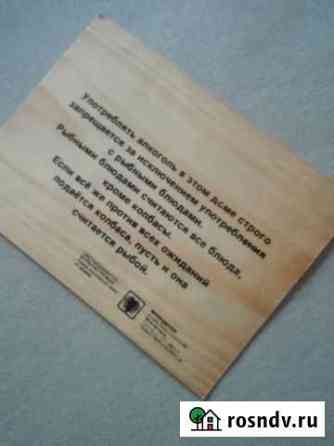 Употреблять алкоголь в этом доме строго
запрещается за исключением употребления
с рыбными блюдами.
Рыбными блюдами считаются все блюда,
кроме колбасы.
Если всё же против всех ожиданий
подаётся колбаса, пусть и она
считается рыбой.
rosndv.ru